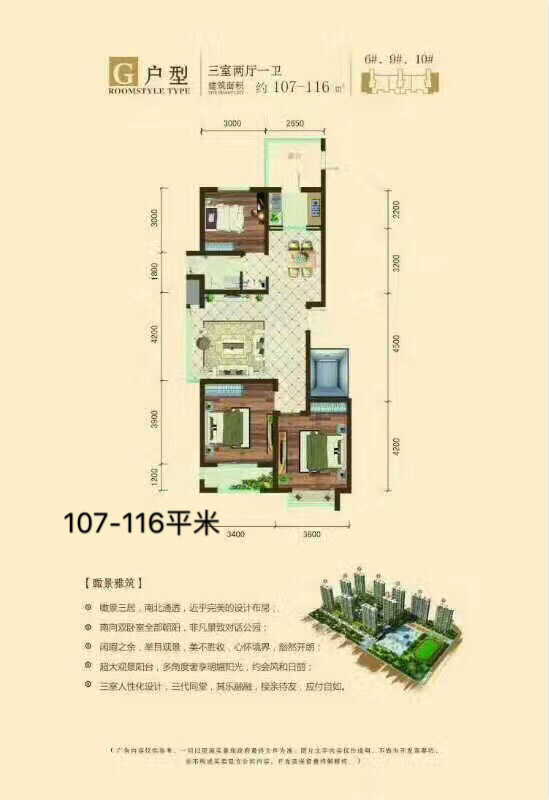 G 户型
ROOMSTYLE TYPE
三室两厅一卫
建筑面积 约 107-116 m²
6#、9#、10#
3000 2650
3000
1800
4200
3900
1200
2200
3200
4500
4200
3400 3600
107-116平米
【瞰景雅筑】
瞰景三居，南北通透，近乎完美的设计布局；
南向双卧室全部朝阳，非凡景致对话公园；
闲暇之余，举目观景，美不胜收，心怀境界，豁然开朗；
超大观景阳台，多角度奢享明媚阳光，约会风和日丽；
三室人性化设计，三代同堂，其乐融融，接亲待友，应付自如。